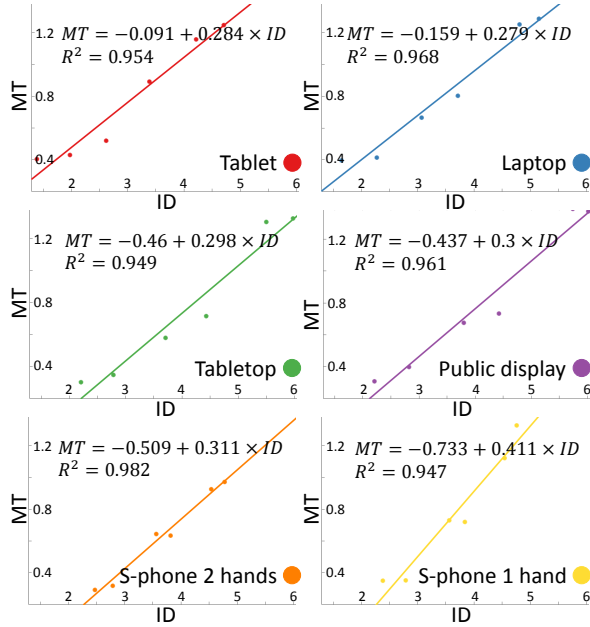 1.2
MT = −0.091 + 0.284 × ID
R² = 0.954
MT
0.8
0.4
Tablet
2 3 4 5 6
ID
1.2
MT = −0.159 + 0.279 × ID
R² = 0.968
0.8
0.4
Laptop
2 3 4 5 6
ID
1.2
MT = −0.46 + 0.298 × ID
R² = 0.949
MT
0.8
0.4
Tabletop
2 3 4 5 6
ID
1.2
MT = −0.437 + 0.3 × ID
R² = 0.961
0.8
0.4
Public display
2 3 4 5 6
ID
1.2
MT = −0.509 + 0.311 × ID
R² = 0.982
MT
0.8
0.4
S-phone 2 hands
2 3 4 5 6
ID
1.2
MT = −0.733 + 0.411 × ID
R² = 0.947
0.8
0.4
S-phone 1 hand
2 3 4 5 6
ID